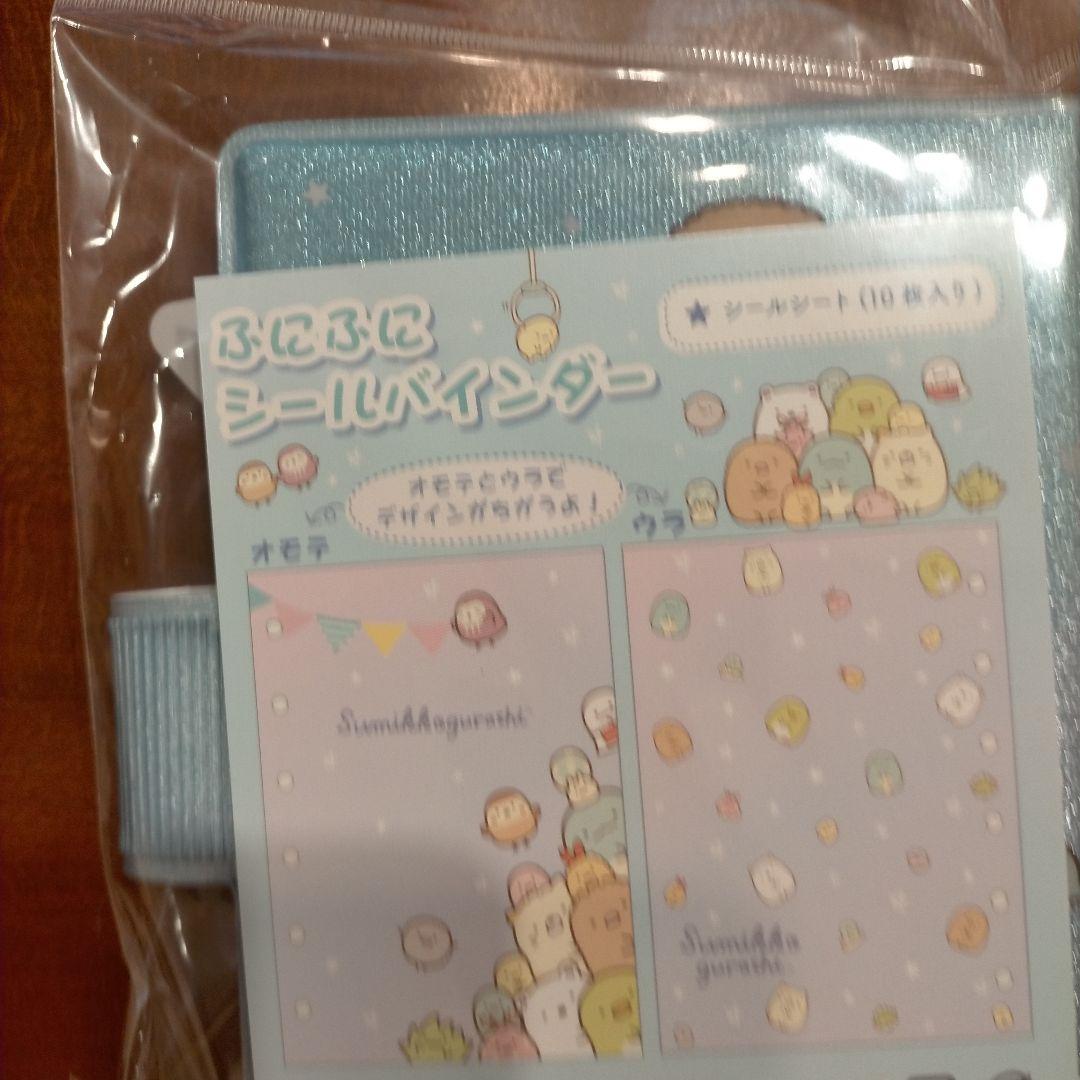 ふにふに
シールバインダー
★ シールシート(10枚入り)
オモテとウラで
デザインがちがうよ!
オモテ
ウラ
Sumikkogurashi
Sumikko
gurashi